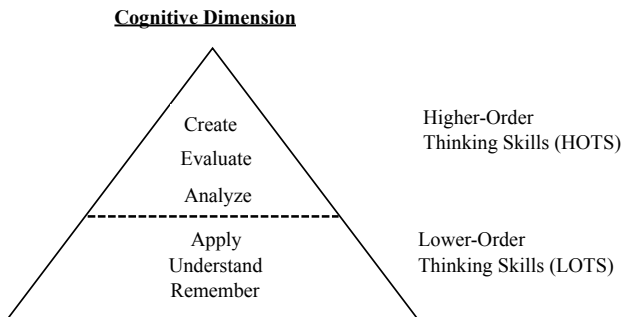 Cognitive Dimension
Create
Evaluate
Analyze
Apply
Understand
Remember
Higher-Order
Thinking Skills (HOTS)
Lower-Order
Thinking Skills (LOTS)